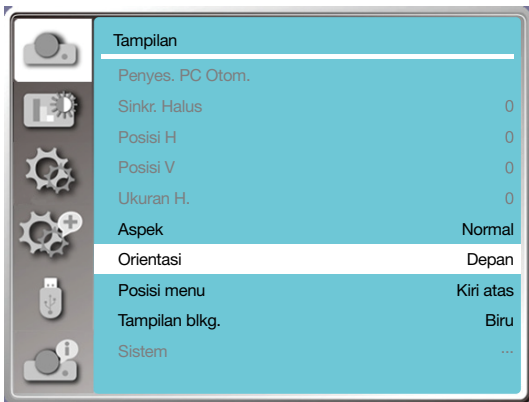 Tampilan
Penyes. PC Otom.
Sinkr. Halus 0
Posisi H 0
Posisi V 0
Ukuran H. 0
Aspek Normal
Orientasi Depan
Posisi menu Kiri atas
Tampilan blkg. Biru
Sistem ...